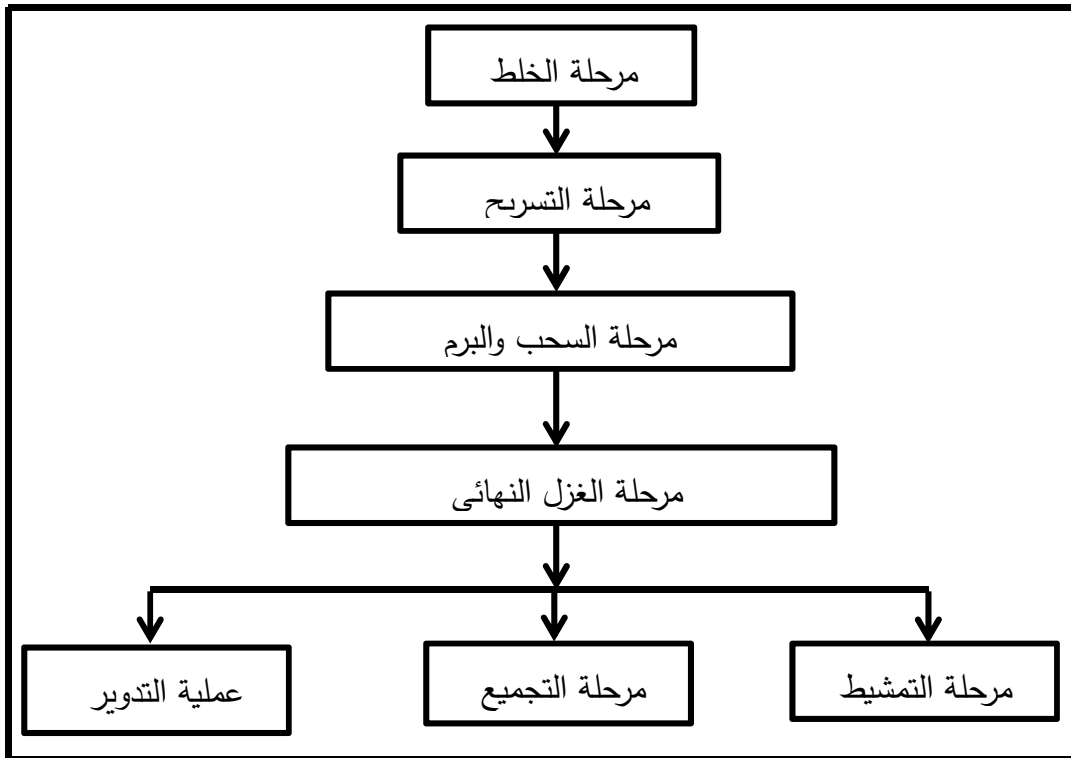 مرحلة الخلط
مرحلة التسريح
مرحلة السحب والبرم
مرحلة الغزل النهائى
مرحلة التمشيط
مرحلة التجميع
عملية التدوير